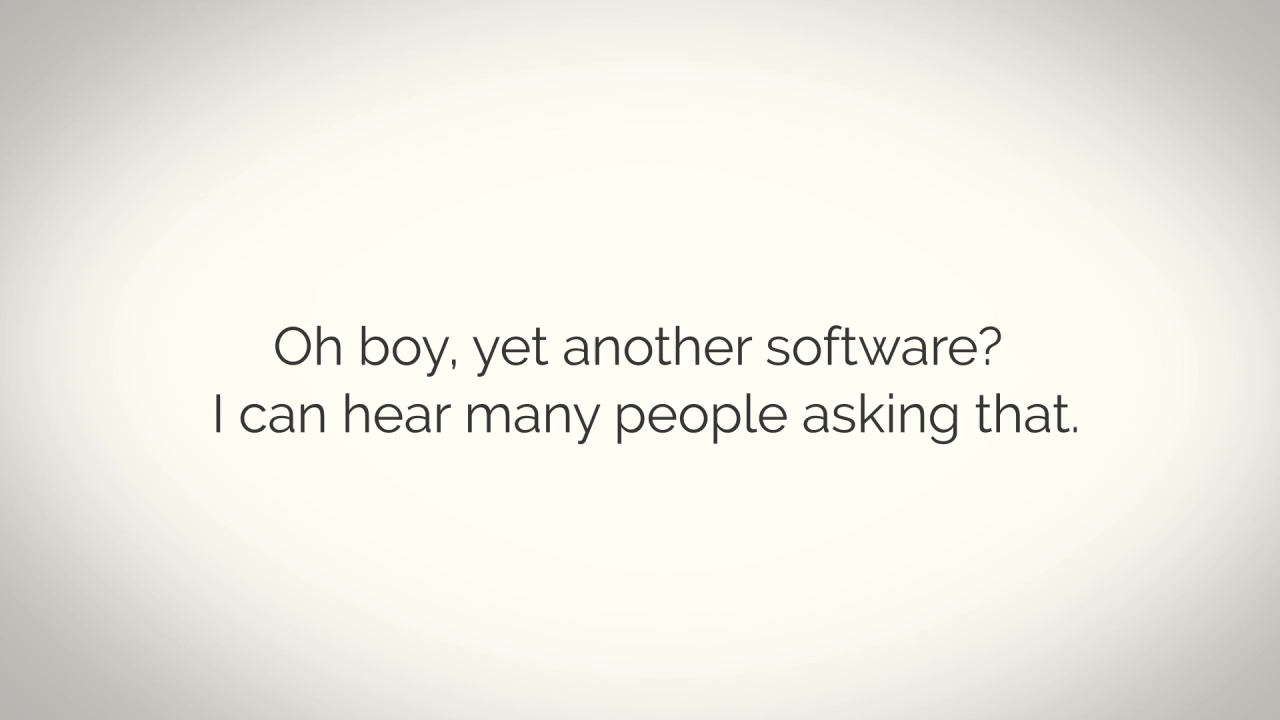 Oh boy, yet another software?
I can hear many people asking that.